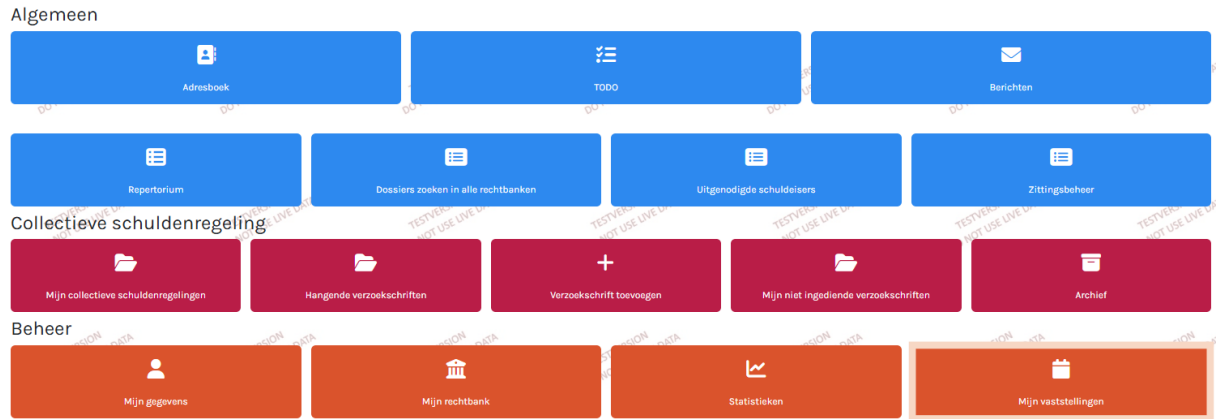 Algemeen
Adresboek
TODO
Berichten
Repertorium
Dossiers zoeken in alle rechtbanken
Uitgenodigde schuldeisers
Zittingsbeheer
Collectieve schuldenregeling
Mijn collectieve schuldenregelingen
Hangende verzoekschriften
Verzoekschrift toevoegen
Mijn niet ingediende verzoekschriften
Archief
Beheer
Mijn gegevens
Mijn rechtbank
Statistieken
Mijn vaststellingen